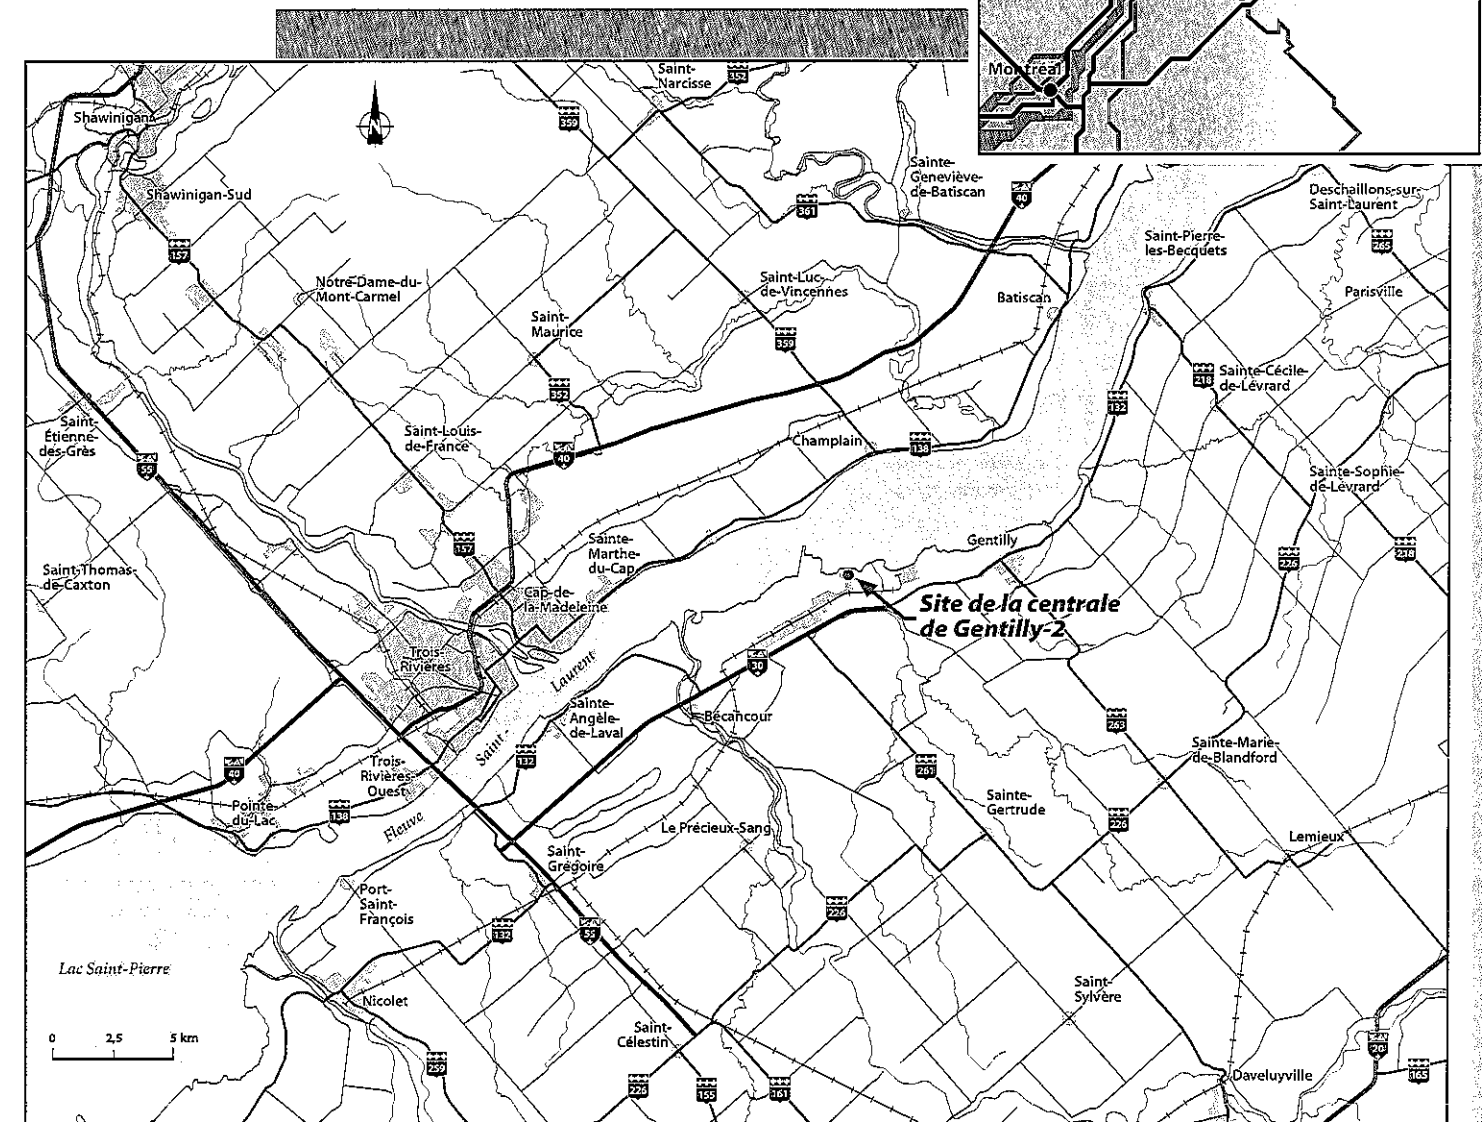 Montréal
Saint-
Narcisse
352
359
Shawinigan
N
Sainte-
Geneviève-
de-Batiscan
40
361
Deschaillons-sur-
Saint-Laurent
265
Shawinigan-Sud
157
Saint-Pierre-
les-Becquets
Notre-Dame-du-
Mont-Carmel
Saint-Luc-
de-Vincennes
Batiscan
Parisville
Saint-
Maurice
359
352
218
Sainte-Cécile-
de-Lévrard
132
Saint-
Étienne-
des-Grès
55
Saint-Louis-
de-France
40
Champlain
138
Sainte-Sophie-
de-Lévrard
157
Sainte-
Marthe-
du-Cap
Gentilly
226
218
Saint-Thomas-
de-Caxton
Cap-de-
la-Madeleine
Site de la centrale
de Gentilly-2
Trois-
Rivières
Laurent
30
Sainte-
Angèle-
de-Laval
Bécancour
263
Saint-
132
Sainte-Marie-
de-Blandford
40
Trois-
Rivières-
Ouest
261
Sainte-
Gertrude
Pointe-
du-Lac
138
Fleuve
Le Précieux-Sang
226
Lemieux
Saint-
Grégoire
Port-
Saint-
François
226
132
55
Lac Saint-Pierre
Nicolet
Saint-
Sylvère
0 2,5 5 km
Saint-
Célestin
20
259
226
155
161
Daveluyville
165